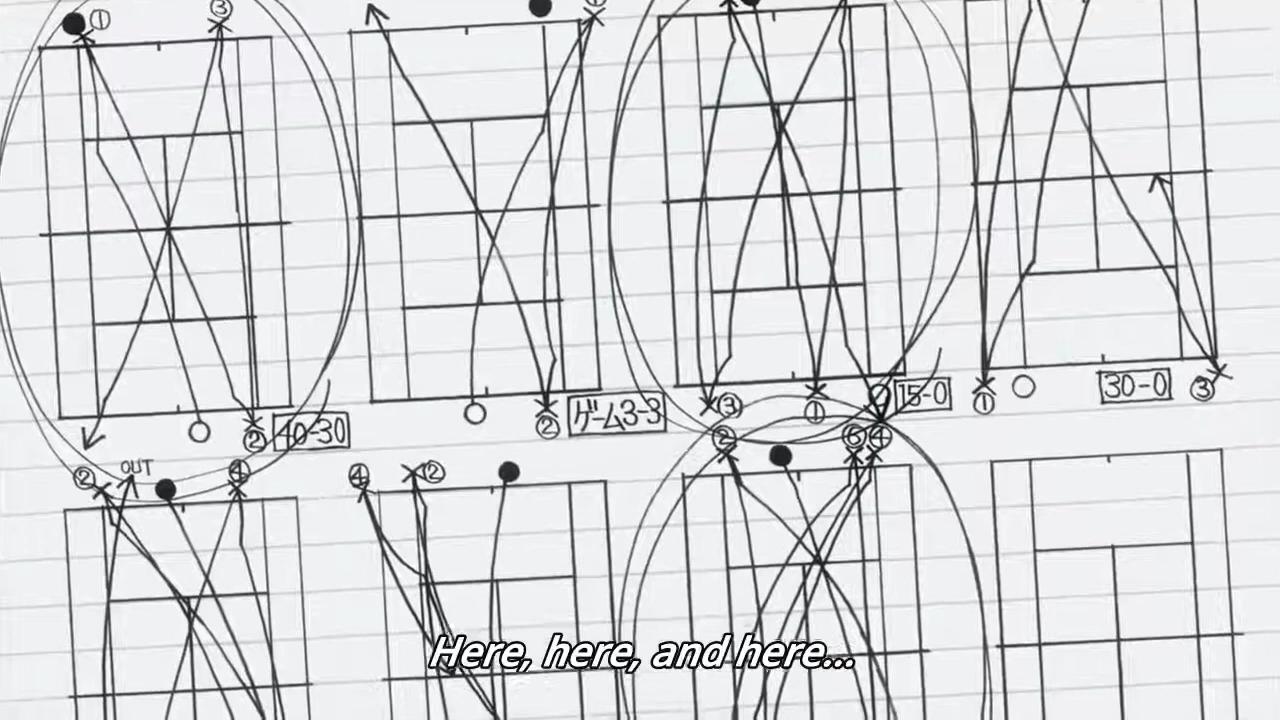 ① ③
② 40-30
② ゲーム3-3
③ ① 15-0
① 30-0 ③
② OUT ④
④ ②
② ⑥ ④
Here, here, and here...